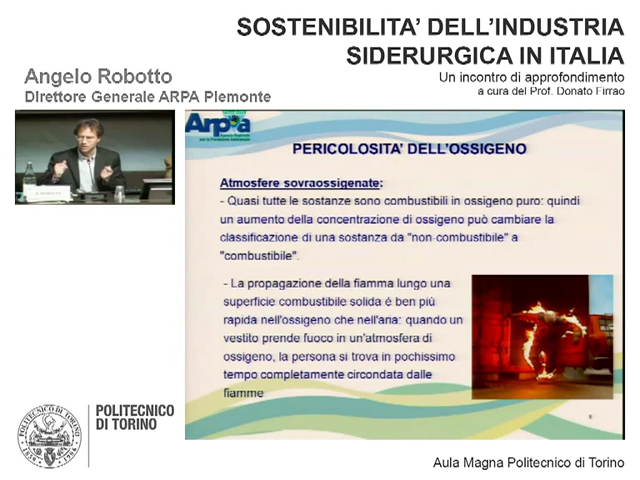 SOSTENIBILITA’ DELL’INDUSTRIA
SIDERURGICA IN ITALIA
Un incontro di approfondimento
a cura del Prof. Donato Firrao
Angelo Robotto
Direttore Generale ARPA Piemonte
Arpa
PERICOLOSITA’ DELL’OSSIGENO
Atmosfere sovraossigenate:
- Quasi tutte le sostanze sono combustibili in ossigeno puro: quindi
un aumento della concentrazione di ossigeno può cambiare la
classificazione di una sostanza da "non combustibile" a
"combustibile".
- La propagazione della fiamma lungo una
superficie combustibile solida é ben più
rapida nell'ossigeno che nell'aria: quando un
vestito prende fuoco in un'atmosfera di
ossigeno, la persona si trova in pochissimo
tempo completamente circondata dalle
fiamme
POLITECNICO
DI TORINO
POLITECNICO DI TORINO
Aula Magna Politecnico di Torino